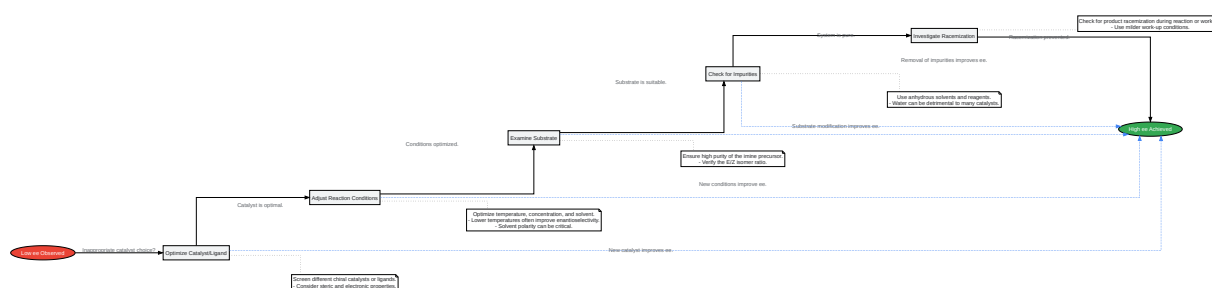 Check for product racemization during reaction or work
- Use milder work-up conditions.
System is pure.
Investigate Racemization
Racemization prevented.
Removal of impurities improves ee.
Check for Impurities
Substrate is suitable.
Use anhydrous solvents and reagents.
- Water can be detrimental to many catalysts.
Substrate modification improves ee.
High ee Achieved
Examine Substrate
Conditions optimized.
Ensure high purity of the imine precursor.
- Verify the E/Z isomer ratio.
New conditions improve ee.
Adjust Reaction Conditions
Catalyst is optimal.
Optimize temperature, concentration, and solvent.
- Lower temperatures often improve enantioselectivity.
- Solvent polarity can be critical.
Low ee Observed
Inappropriate catalyst choice?
Optimize Catalyst/Ligand
New catalyst improves ee.
Screen different chiral catalysts or ligands.
- Consider steric and electronic properties.